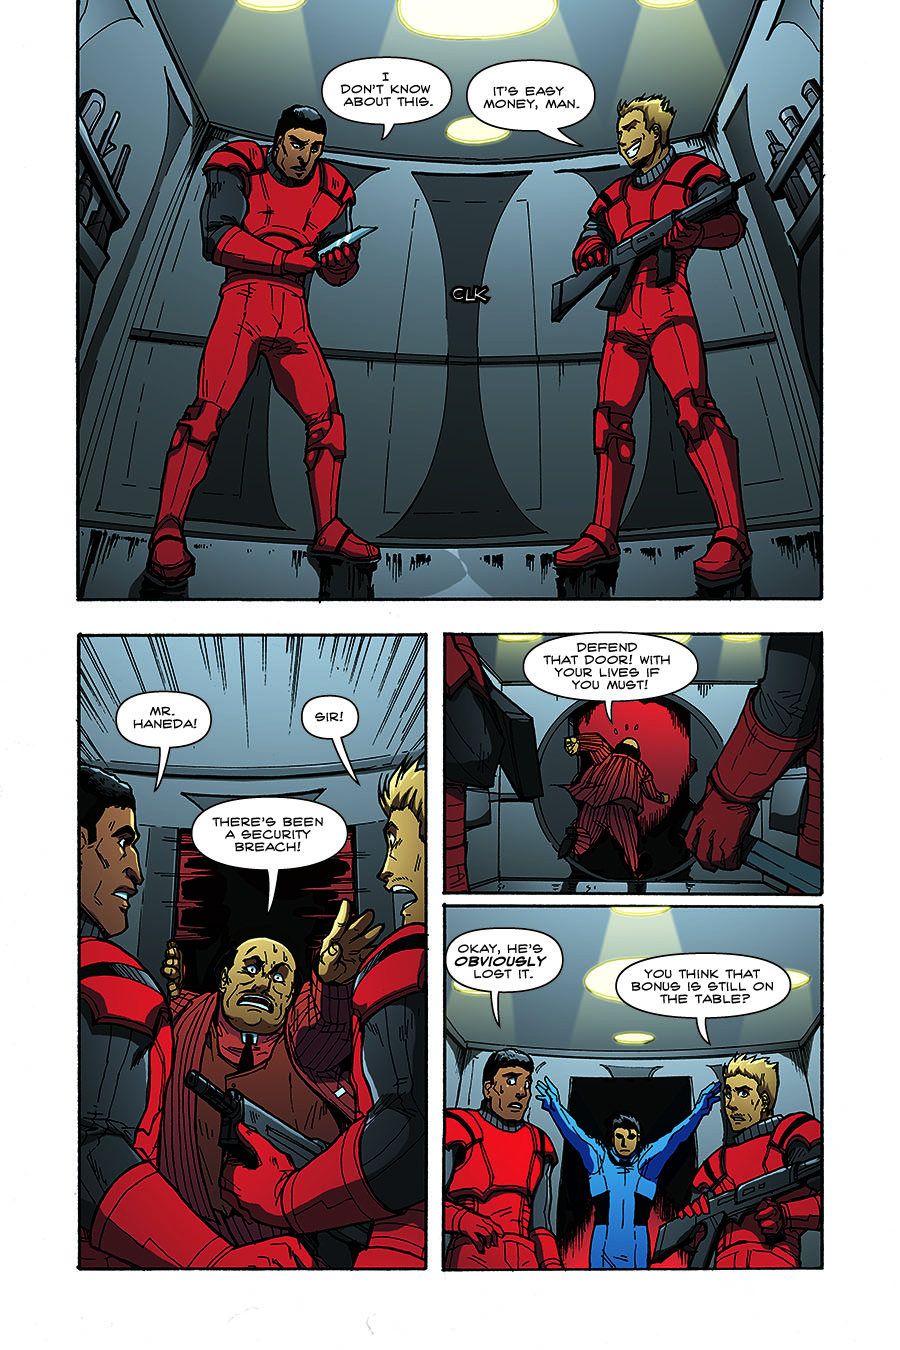 I
DON'T KNOW
ABOUT THIS.
IT'S EASY
MONEY, MAN.
CLK
MR.
HANEDA!
SIR!
THERE'S BEEN
A SECURITY
BREACH!
DEFEND
THAT DOOR! WITH
YOUR LIVES IF
YOU MUST!
OKAY, HE'S
OBVIOUSLY
LOST IT.
YOU THINK THAT
BONUS IS STILL ON
THE TABLE?